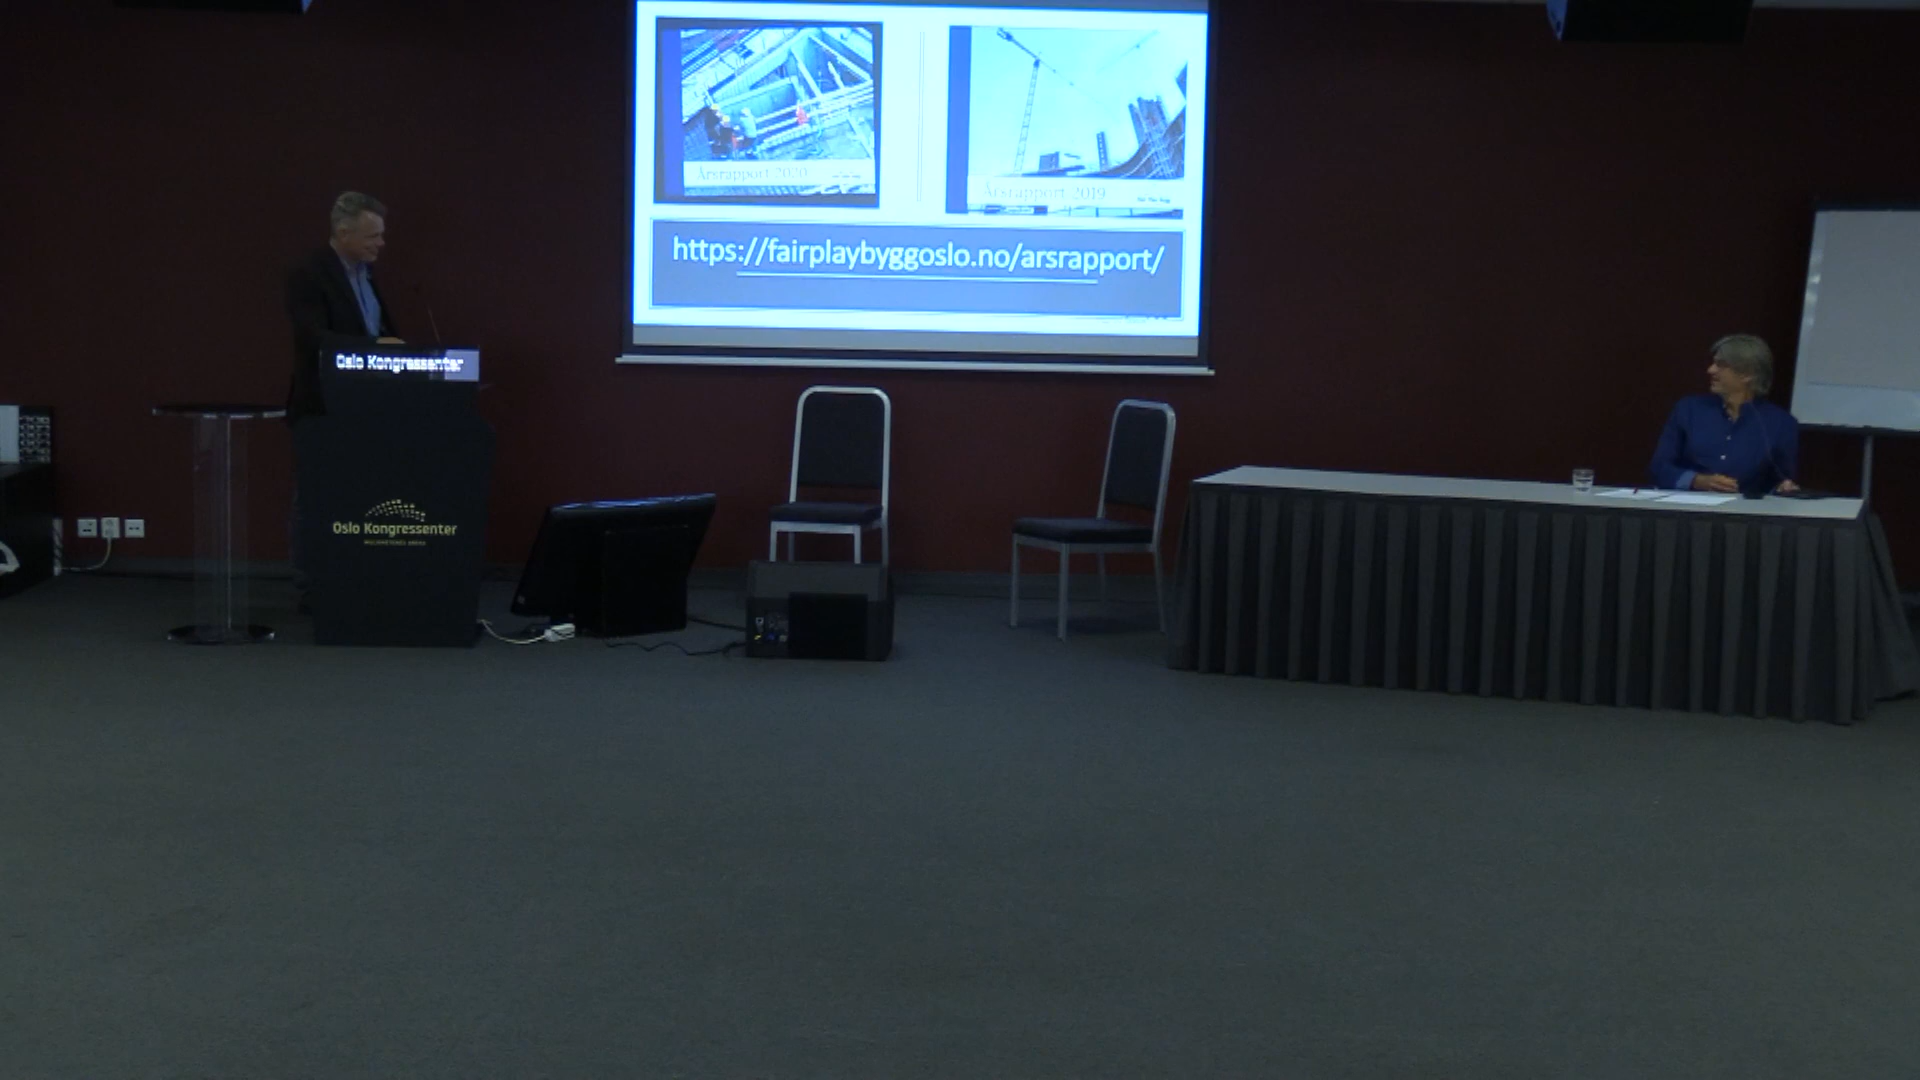 Årsrapport 2020
Årsrapport 2019
https://fairplaybyggoslo.no/arsrapport/
Oslo Kongressenter
Oslo Kongressenter